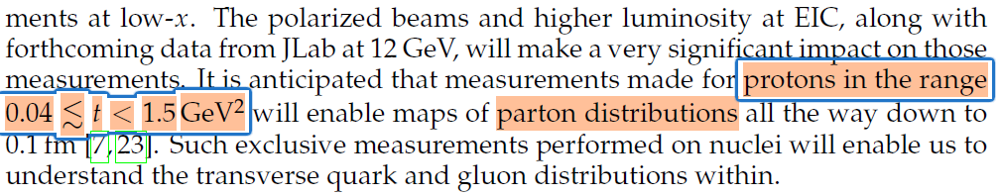 ments at low-x. The polarized beams and higher luminosity at EIC, along with
forthcoming data from JLab at 12 GeV, will make a very significant impact on those
measurements. It is anticipated that measurements made for protons in the range
0.04 ≲ t < 1.5 GeV² will enable maps of parton distributions all the way down to
0.1 fm [7, 23]. Such exclusive measurements performed on nuclei will enable us to
understand the transverse quark and gluon distributions within.